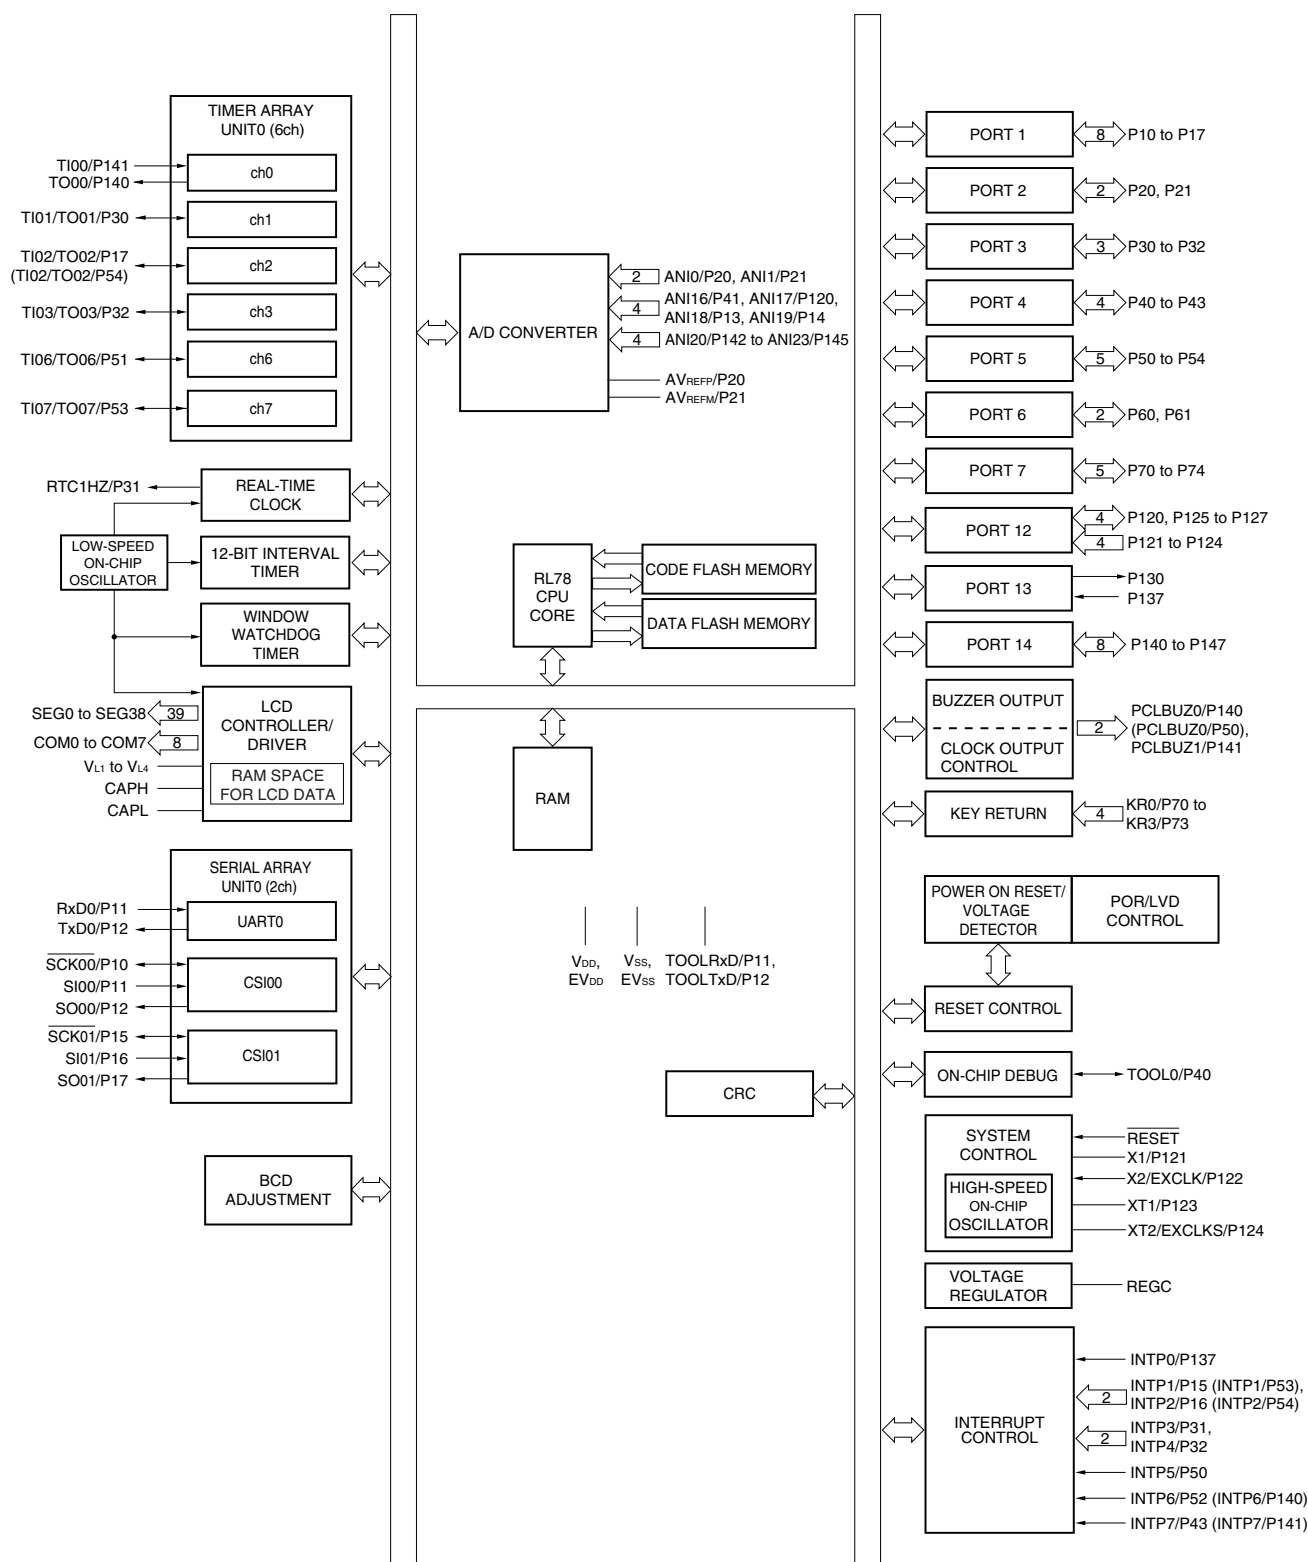 TIMER ARRAY
UNIT0 (6ch)
TI00/P141
TO00/P140
ch0
TI01/TO01/P30
ch1
TI02/TO02/P17
(TI02/TO02/P54)
ch2
TI03/TO03/P32
ch3
TI06/TO06/P51
ch6
TI07/TO07/P53
ch7
RTC1HZ/P31
REAL-TIME
CLOCK
LOW-SPEED
ON-CHIP
OSCILLATOR
12-BIT INTERVAL
TIMER
WINDOW
WATCHDOG
TIMER
LCD
CONTROLLER/
DRIVER
SEG0 to SEG38
39
COM0 to COM7
8
VL1 to VL4
CAPH
CAPL
RAM SPACE
FOR LCD DATA
SERIAL ARRAY
UNIT0 (2ch)
RxD0/P11
TxD0/P12
UART0
SCK00/P10
SI00/P11
SO00/P12
CSI00
SCK01/P15
SI01/P16
SO01/P17
CSI01
BCD
ADJUSTMENT
A/D CONVERTER
2
ANI0/P20, ANI1/P21
4
ANI16/P41, ANI17/P120,
ANI18/P13, ANI19/P14
4
ANI20/P142 to ANI23/P145
AVREFP/P20
AVREFM/P21
RL78
CPU
CORE
CODE FLASH MEMORY
DATA FLASH MEMORY
RAM
VDD,
EVDD
VSS,
EVSS
TOOLRxD/P11,
TOOLTxD/P12
CRC
PORT 1
8
P10 to P17
PORT 2
2
P20, P21
PORT 3
3
P30 to P32
PORT 4
4
P40 to P43
PORT 5
5
P50 to P54
PORT 6
2
P60, P61
PORT 7
5
P70 to P74
PORT 12
4
P120, P125 to P127
4
P121 to P124
PORT 13
P130
P137
PORT 14
8
P140 to P147
BUZZER OUTPUT
CLOCK OUTPUT
CONTROL
2
PCLBUZ0/P140
(PCLBUZ0/P50),
PCLBUZ1/P141
KEY RETURN
4
KR0/P70 to
KR3/P73
POWER ON RESET/
VOLTAGE
DETECTOR
POR/LVD
CONTROL
RESET CONTROL
ON-CHIP DEBUG
TOOL0/P40
SYSTEM
CONTROL
HIGH-SPEED
ON-CHIP
OSCILLATOR
RESET
X1/P121
X2/EXCLK/P122
XT1/P123
XT2/EXCLKS/P124
VOLTAGE
REGULATOR
REGC
INTERRUPT
CONTROL
INTP0/P137
2
INTP1/P15 (INTP1/P53),
INTP2/P16 (INTP2/P54)
2
INTP3/P31,
INTP4/P32
INTP5/P50
INTP6/P52 (INTP6/P140)
INTP7/P43 (INTP7/P141)